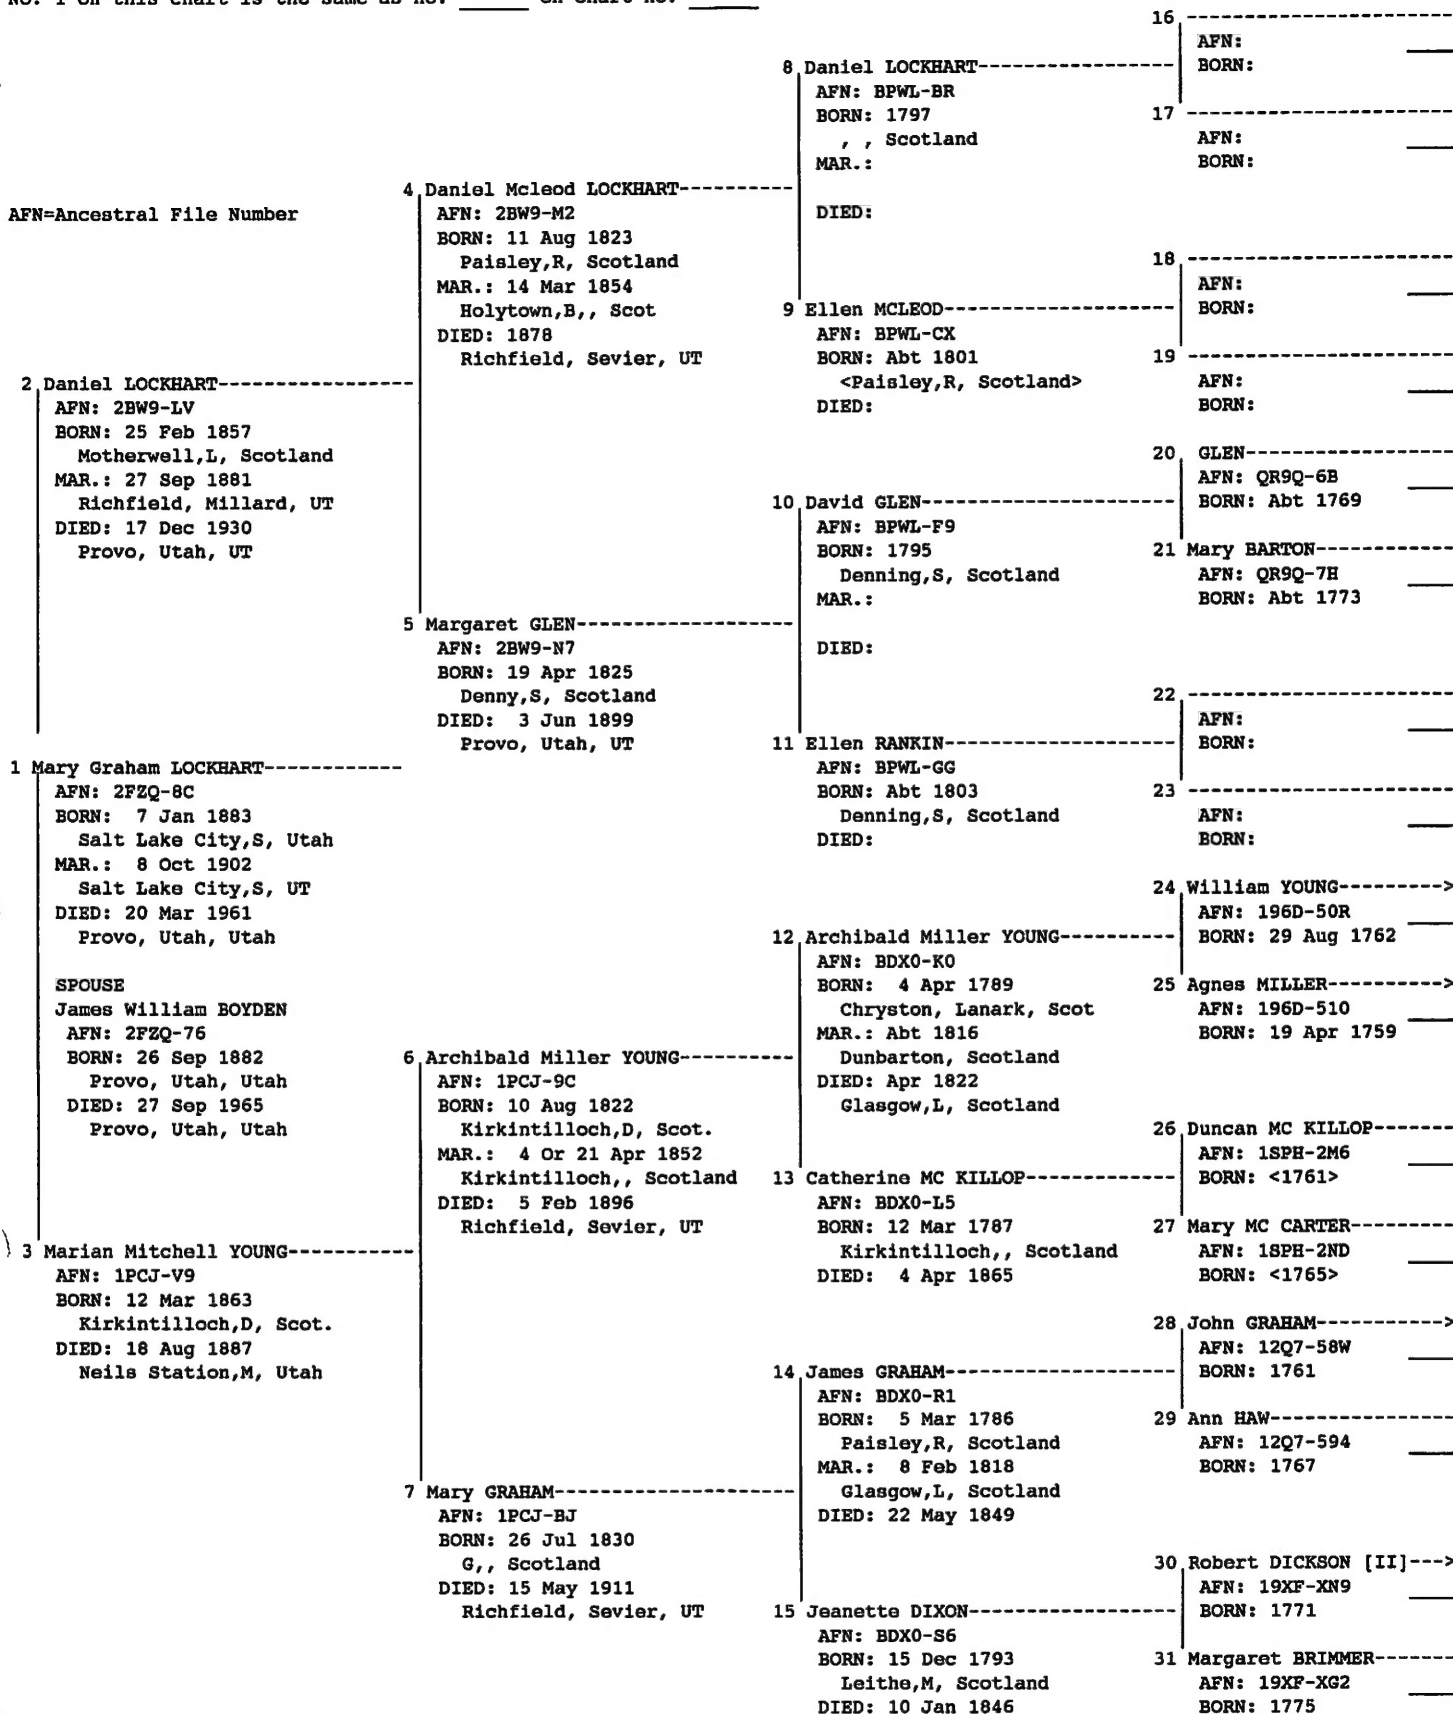 No. 1 on this chart is the same as no. ______ on chart no. ______
16
AFN:
BORN:
8 Daniel LOCKHART
AFN: BPWL-BR
BORN: 1797
, , Scotland
MAR.:
DIED:
17
AFN:
BORN:
4 Daniel Mcleod LOCKHART
AFN: 2BW9-M2
BORN: 11 Aug 1823
Paisley,R, Scotland
MAR.: 14 Mar 1854
Holytown,B,, Scot
DIED: 1878
Richfield, Sevier, UT
AFN=Ancestral File Number
18
AFN:
BORN:
9 Ellen MCLEOD
AFN: BPWL-CX
BORN: Abt 1801
<Paisley,R, Scotland>
DIED:
19
AFN:
BORN:
2 Daniel LOCKHART
AFN: 2BW9-LV
BORN: 25 Feb 1857
Motherwell,L, Scotland
MAR.: 27 Sep 1881
Richfield, Millard, UT
DIED: 17 Dec 1930
Provo, Utah, UT
20 GLEN
AFN: QR9Q-6B
BORN: Abt 1769
10 David GLEN
AFN: BPWL-F9
BORN: 1795
Denning,S, Scotland
MAR.:
DIED:
21 Mary BARTON
AFN: QR9Q-7H
BORN: Abt 1773
5 Margaret GLEN
AFN: 2BW9-N7
BORN: 19 Apr 1825
Denny,S, Scotland
DIED: 3 Jun 1899
Provo, Utah, UT
22
AFN:
BORN:
11 Ellen RANKIN
AFN: BPWL-GG
BORN: Abt 1803
Denning,S, Scotland
DIED:
23
AFN:
BORN:
1 Mary Graham LOCKHART
AFN: 2FZQ-8C
BORN: 7 Jan 1883
Salt Lake City,S, Utah
MAR.: 8 Oct 1902
Salt Lake City,S, UT
DIED: 20 Mar 1961
Provo, Utah, Utah
SPOUSE
James William BOYDEN
AFN: 2FZQ-76
BORN: 26 Sep 1882
Provo, Utah, Utah
DIED: 27 Sep 1965
Provo, Utah, Utah
24 William YOUNG--------->
AFN: 196D-50R
BORN: 29 Aug 1762
12 Archibald Miller YOUNG
AFN: BDX0-K0
BORN: 4 Apr 1789
Chryston, Lanark, Scot
MAR.: Abt 1816
Dunbarton, Scotland
DIED: Apr 1822
Glasgow,L, Scotland
25 Agnes MILLER---------->
AFN: 196D-510
BORN: 19 Apr 1759
6 Archibald Miller YOUNG
AFN: 1PCJ-9C
BORN: 10 Aug 1822
Kirkintilloch,D, Scot.
MAR.: 4 Or 21 Apr 1852
Kirkintilloch,, Scotland
DIED: 5 Feb 1896
Richfield, Sevier, UT
26 Duncan MC KILLOP
AFN: 1SPH-2M6
BORN: <1761>
13 Catherine MC KILLOP
AFN: BDX0-L5
BORN: 12 Mar 1787
Kirkintilloch,, Scotland
DIED: 4 Apr 1865
27 Mary MC CARTER
AFN: 1SPH-2ND
BORN: <1765>
3 Marian Mitchell YOUNG
AFN: 1PCJ-V9
BORN: 12 Mar 1863
Kirkintilloch,D, Scot.
DIED: 18 Aug 1887
Neils Station,M, Utah
28 John GRAHAM----------->
AFN: 12Q7-58W
BORN: 1761
14 James GRAHAM
AFN: BDX0-R1
BORN: 5 Mar 1786
Paisley,R, Scotland
MAR.: 8 Feb 1818
Glasgow,L, Scotland
DIED: 22 May 1849
29 Ann HAW
AFN: 12Q7-594
BORN: 1767
7 Mary GRAHAM
AFN: 1PCJ-BJ
BORN: 26 Jul 1830
G,, Scotland
DIED: 15 May 1911
Richfield, Sevier, UT
30 Robert DICKSON [II]--->
AFN: 19XF-XN9
BORN: 1771
15 Jeanette DIXON
AFN: BDX0-S6
BORN: 15 Dec 1793
Leithe,M, Scotland
DIED: 10 Jan 1846
31 Margaret BRIMMER
AFN: 19XF-XG2
BORN: 1775